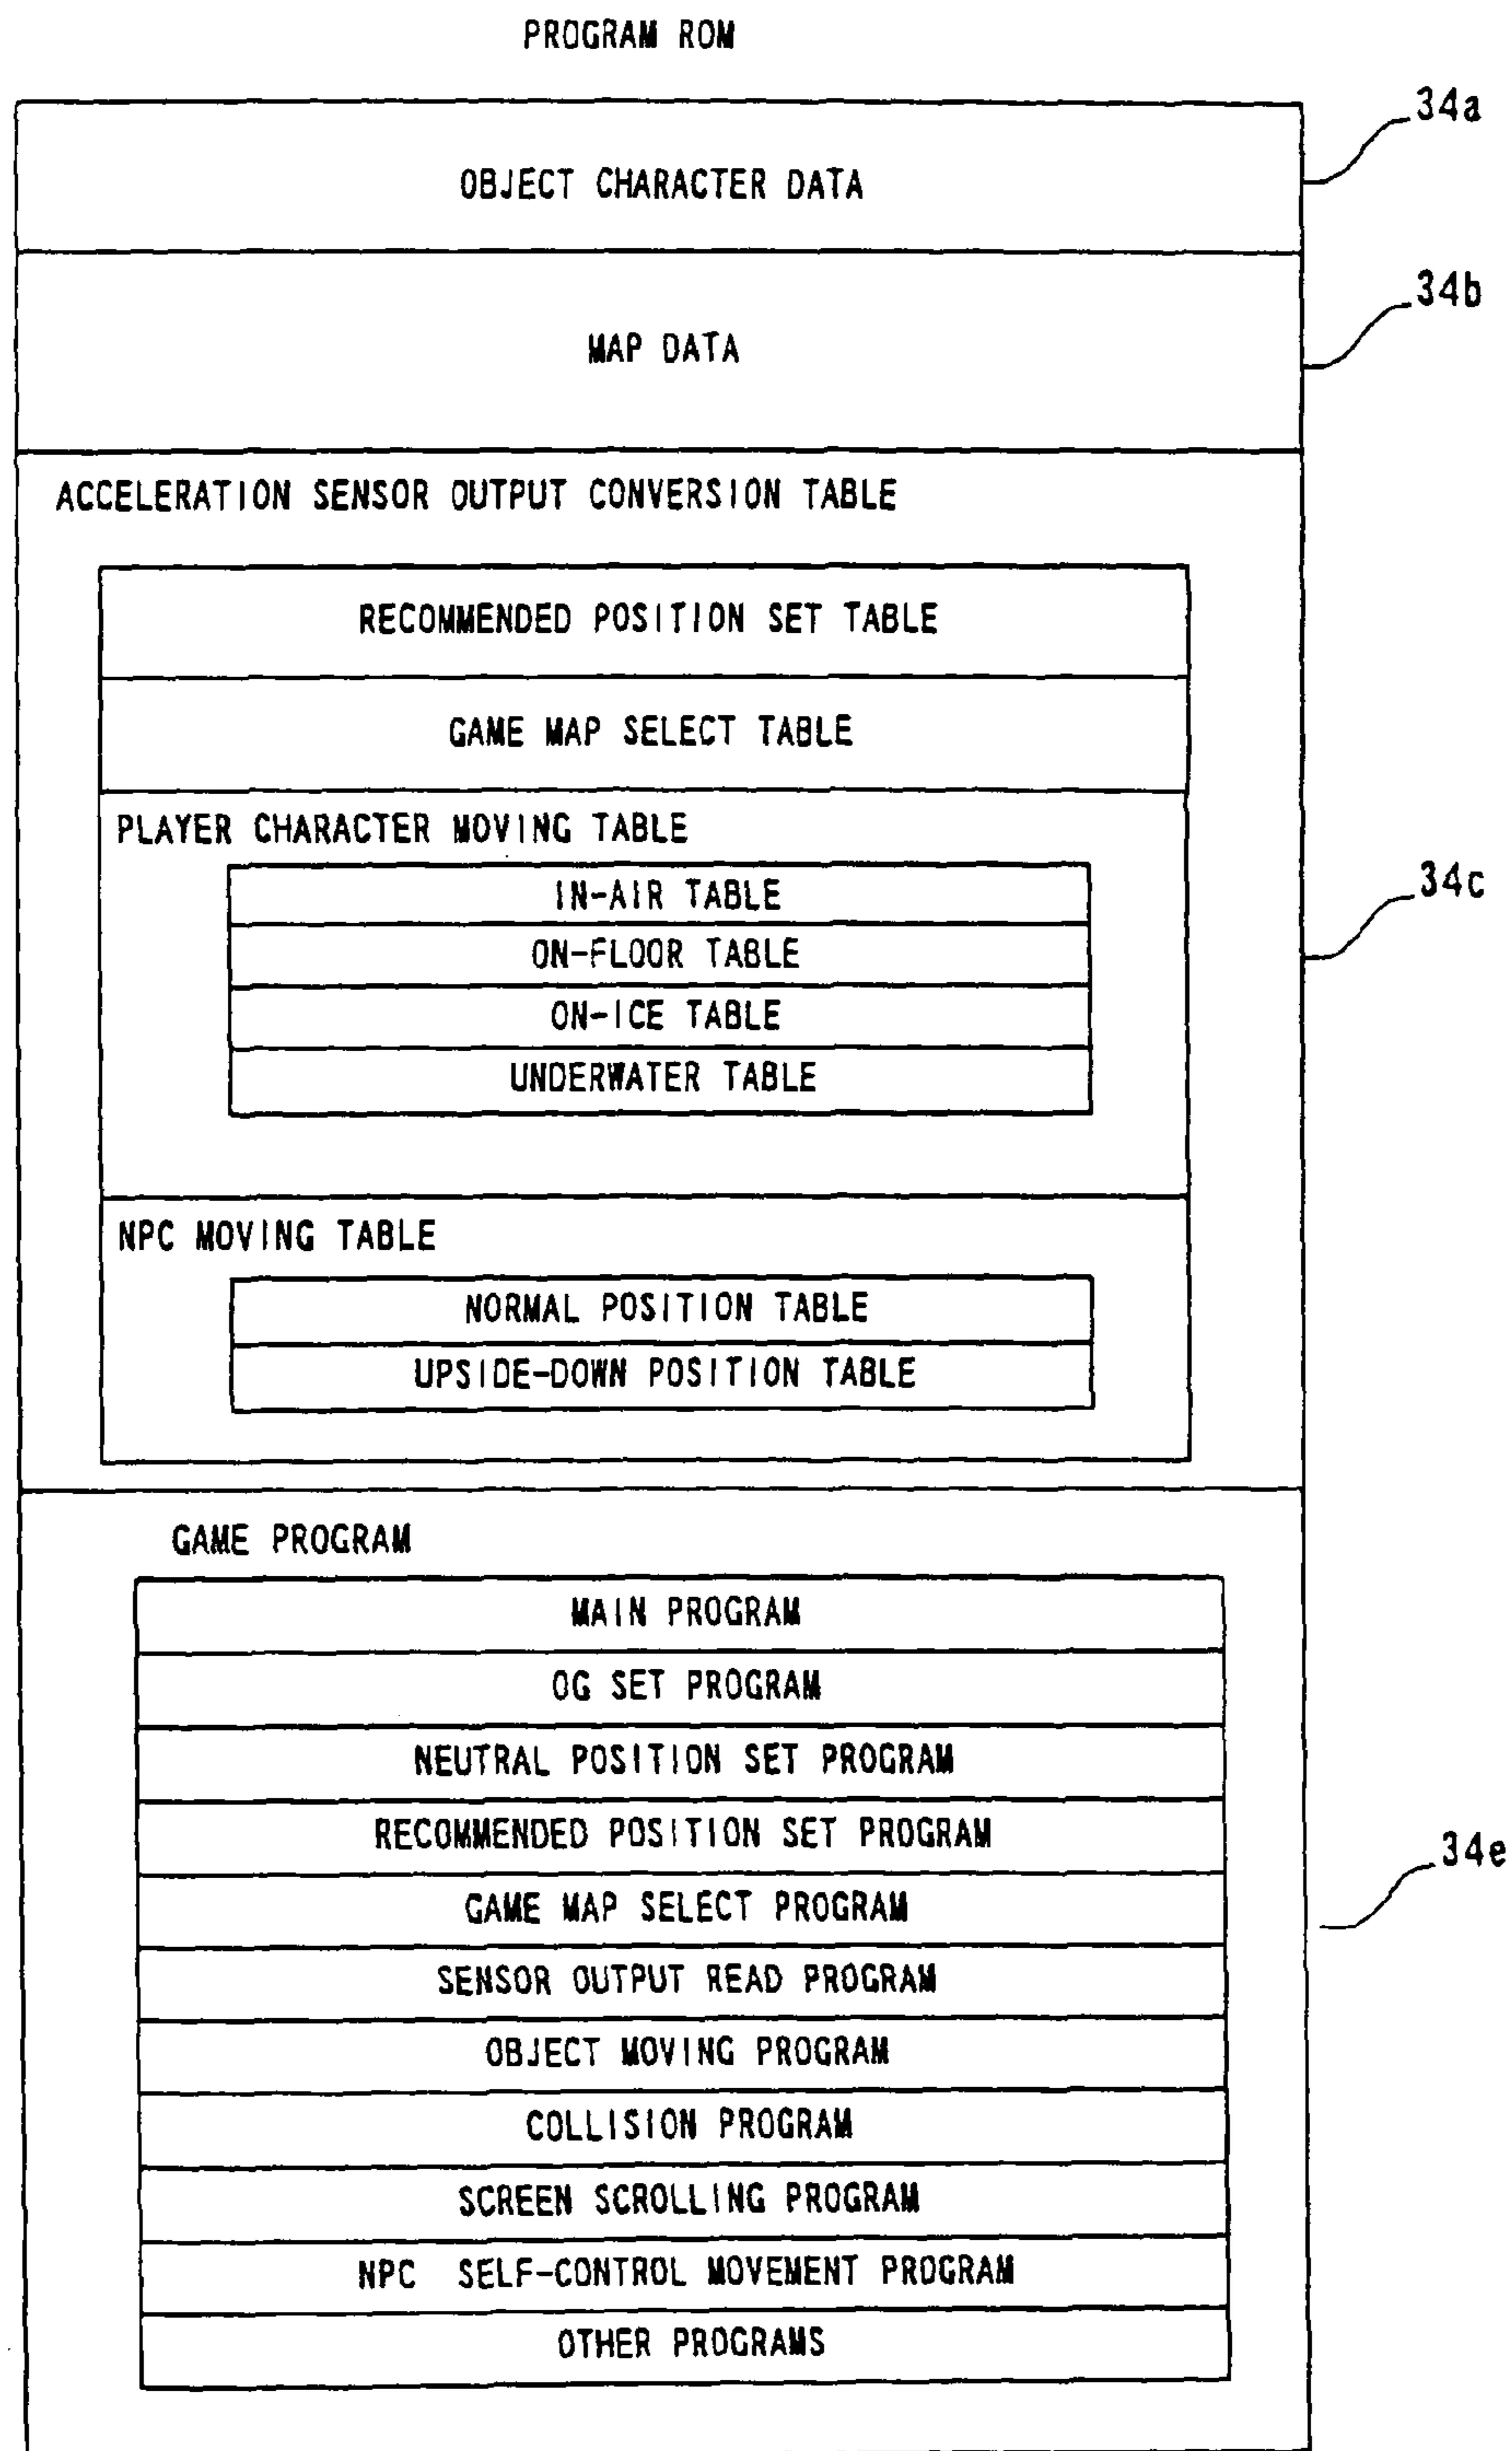 PROGRAM ROM
34a
OBJECT CHARACTER DATA
34b
MAP DATA
ACCELERATION SENSOR OUTPUT CONVERSION TABLE
RECOMMENDED POSITION SET TABLE
GAME MAP SELECT TABLE
PLAYER CHARACTER MOVING TABLE
IN-AIR TABLE
34c
ON-FLOOR TABLE
ON-ICE TABLE
UNDERWATER TABLE
NPC MOVING TABLE
NORMAL POSITION TABLE
UPSIDE-DOWN POSITION TABLE
GAME PROGRAM
MAIN PROGRAM
0G SET PROGRAM
NEUTRAL POSITION SET PROGRAM
RECOMMENDED POSITION SET PROGRAM
34e
GAME MAP SELECT PROGRAM
SENSOR OUTPUT READ PROGRAM
OBJECT MOVING PROGRAM
COLLISION PROGRAM
SCREEN SCROLLING PROGRAM
NPC SELF-CONTROL MOVEMENT PROGRAM
OTHER PROGRAMS